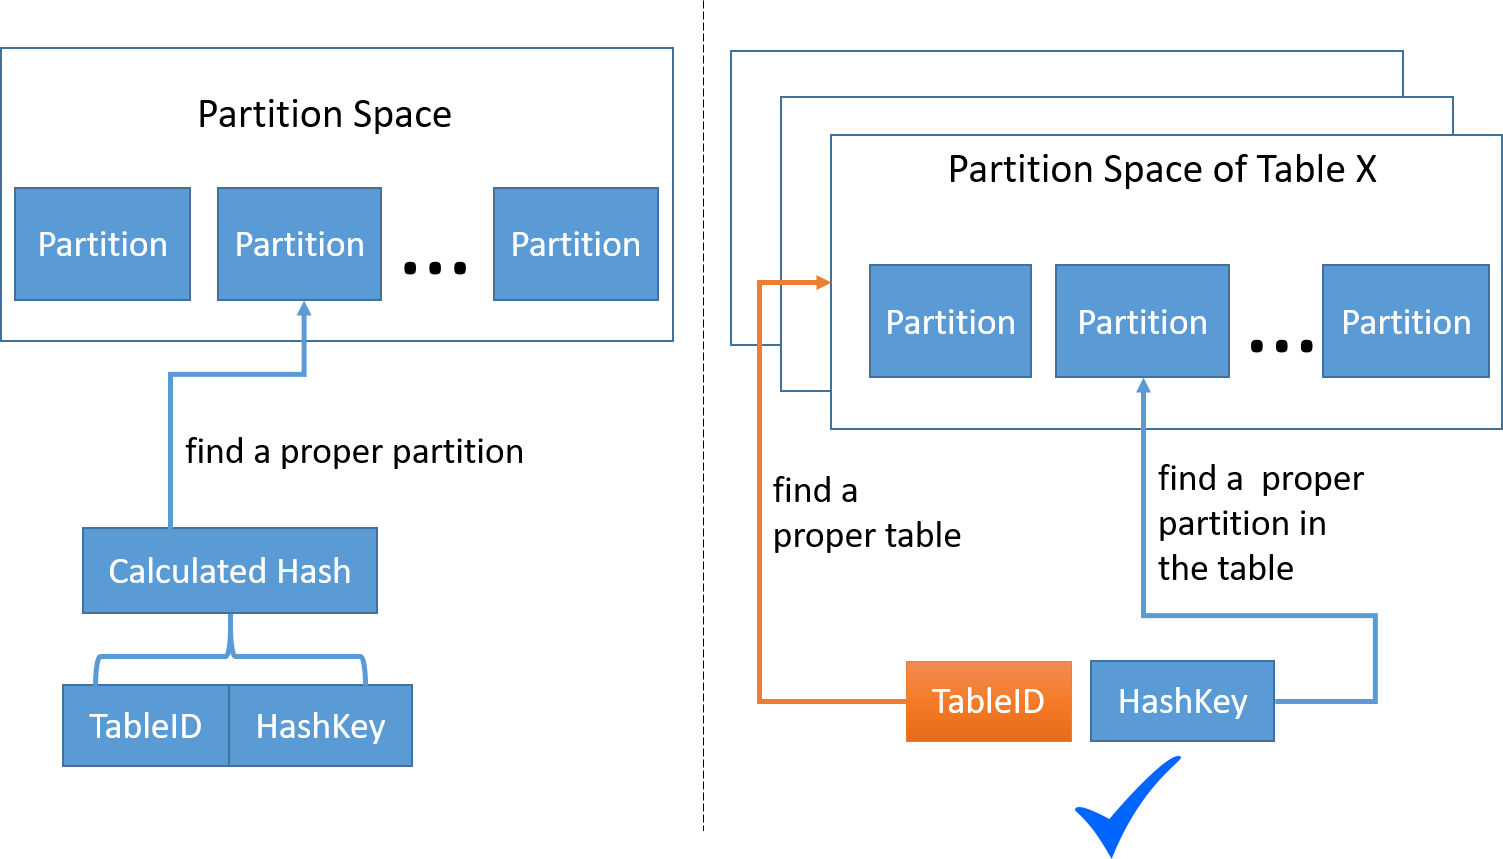 Partition Space
Partition
Partition
...
Partition
find a proper partition
Calculated Hash
TableID
HashKey
Partition Space of Table X
Partition
Partition
...
Partition
find a
proper table
find a  proper
partition in
the table
TableID
HashKey